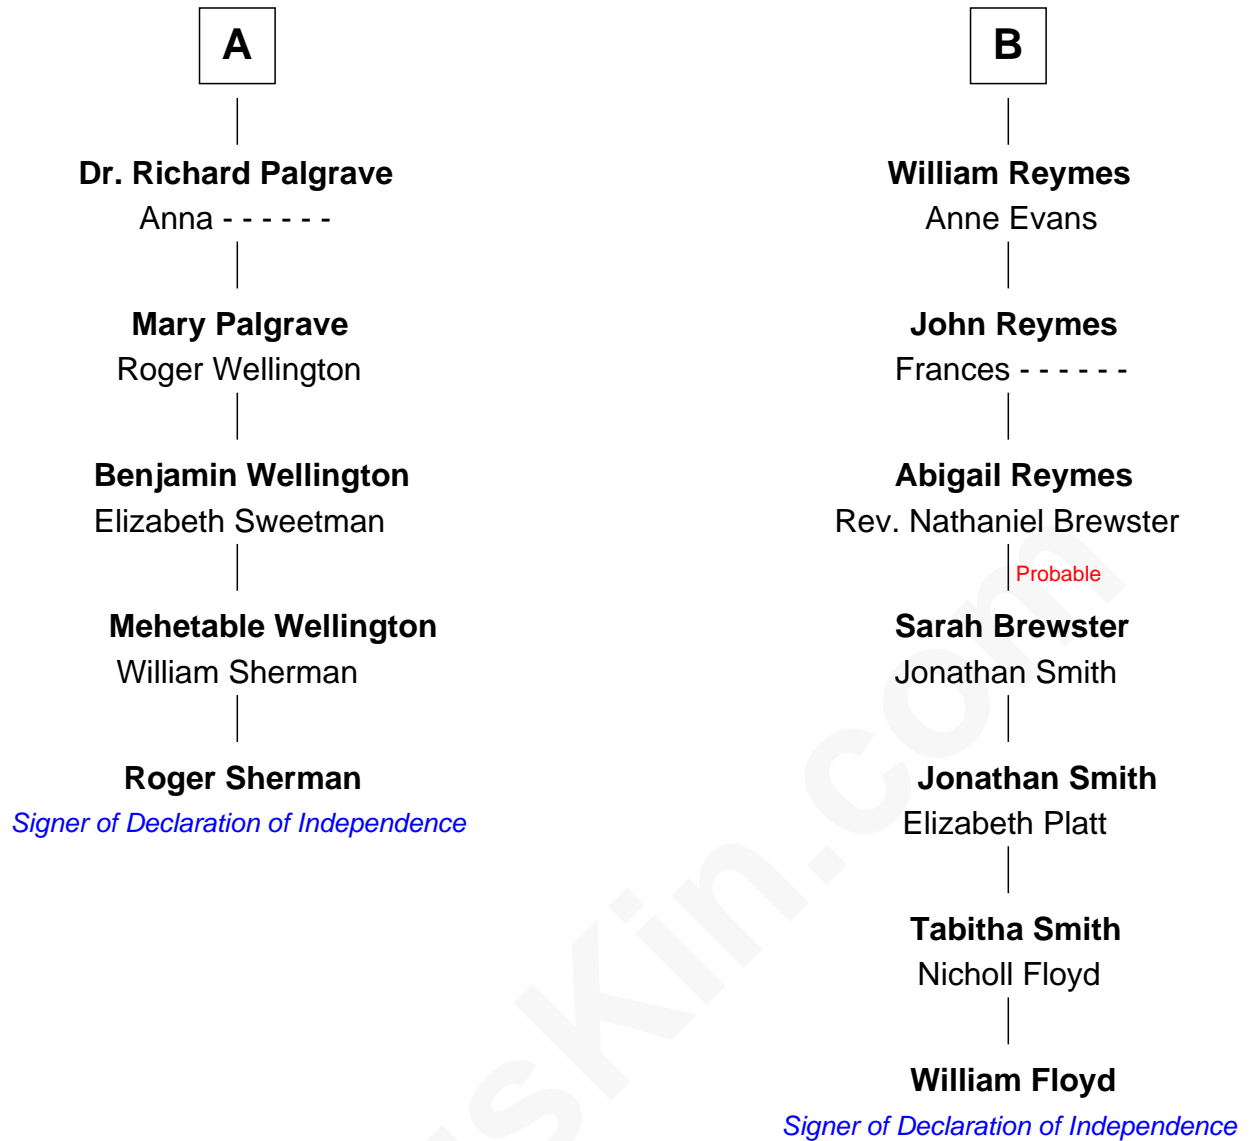 A
Dr. Richard Palgrave
Anna - - - - - -
Mary Palgrave
Roger Wellington
Benjamin Wellington
Elizabeth Sweetman
Mehetable Wellington
William Sherman
Roger Sherman
Signer of Declaration of Independence
B
William Reymes
Anne Evans
John Reymes
Frances - - - - - -
Abigail Reymes
Rev. Nathaniel Brewster
Probable
Sarah Brewster
Jonathan Smith
Jonathan Smith
Elizabeth Platt
Tabitha Smith
Nicholl Floyd
William Floyd
Signer of Declaration of Independence